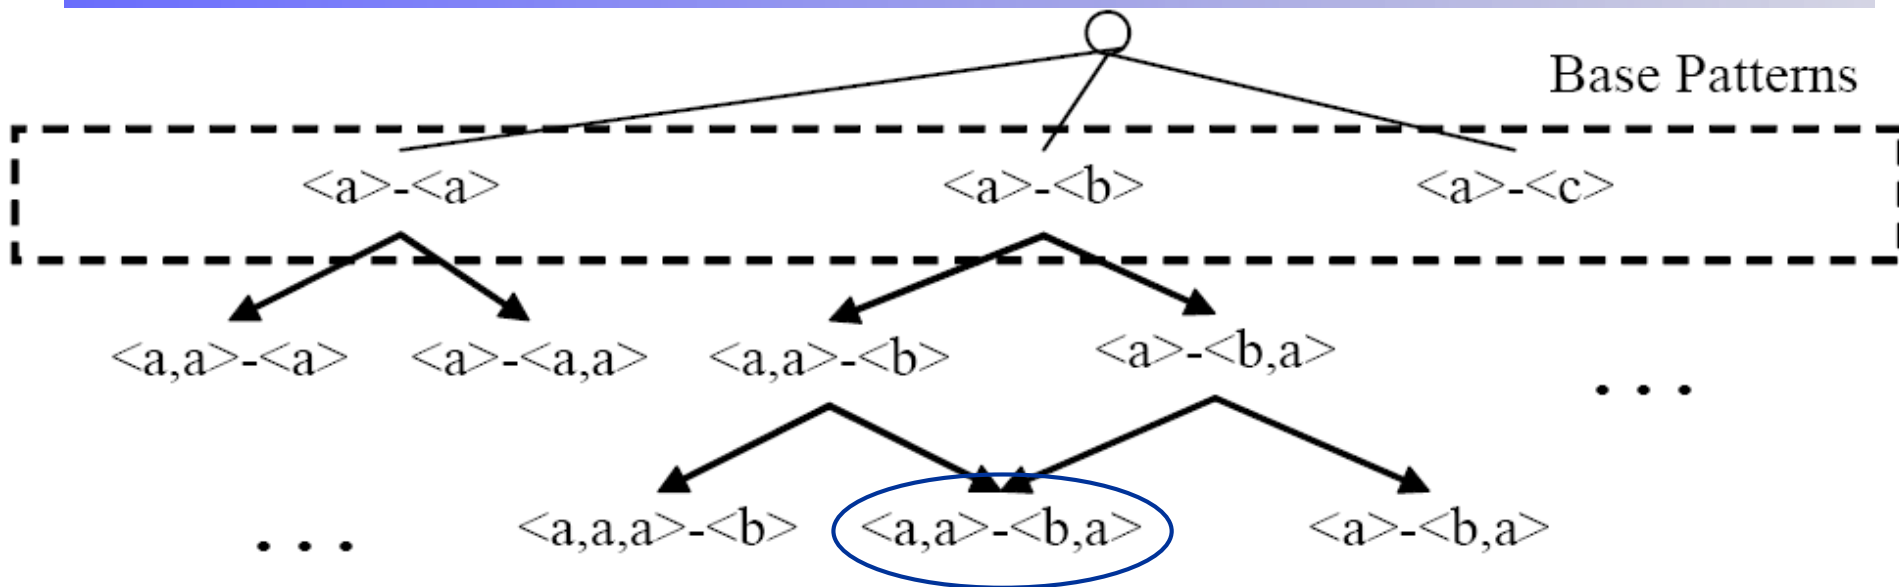 Base Patterns
<a>-<a> <a>-<b> <a>-<c>
<a,a>-<a> <a>-<a,a> <a,a>-<b> <a>-<b,a>
. . .
. . . <a,a,a>-<b> <a,a>-<b,a> <a>-<b,a>